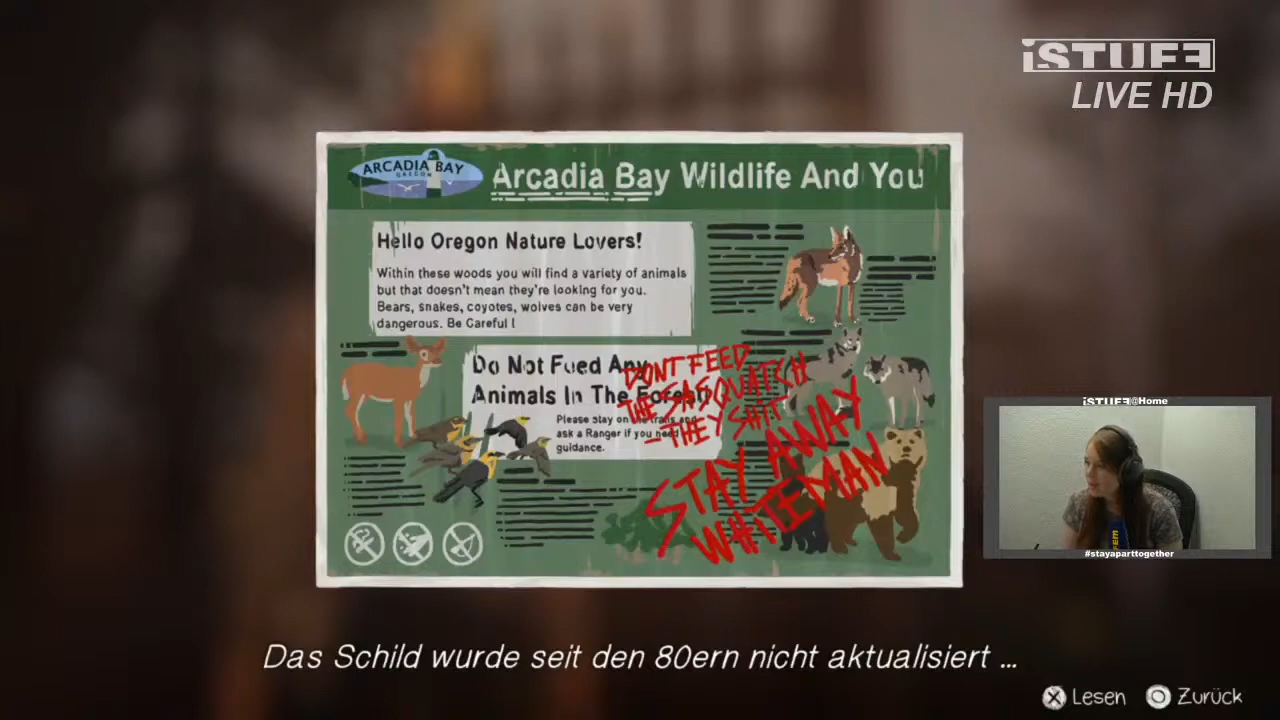 iSTUFF
LIVE HD
ARCADIA BAY
OREGON
Arcadia Bay Wildlife And You
Hello Oregon Nature Lovers!
Within these woods you will find a variety of animals
but that doesn't mean they're looking for you.
Bears, snakes, coyotes, wolves can be very
dangerous. Be Careful !
Do Not Feed Any
Animals In The Forest!
Please stay on the trails and
ask a Ranger if you need
guidance.
DONT FEED
THE SASQUATCH
-THEY SHIT
STAY AWAY
WHITEMAN
iSTUFF@Home
#stayaparttogether
Das Schild wurde seit den 80ern nicht aktualisiert ...
Lesen
Zurück